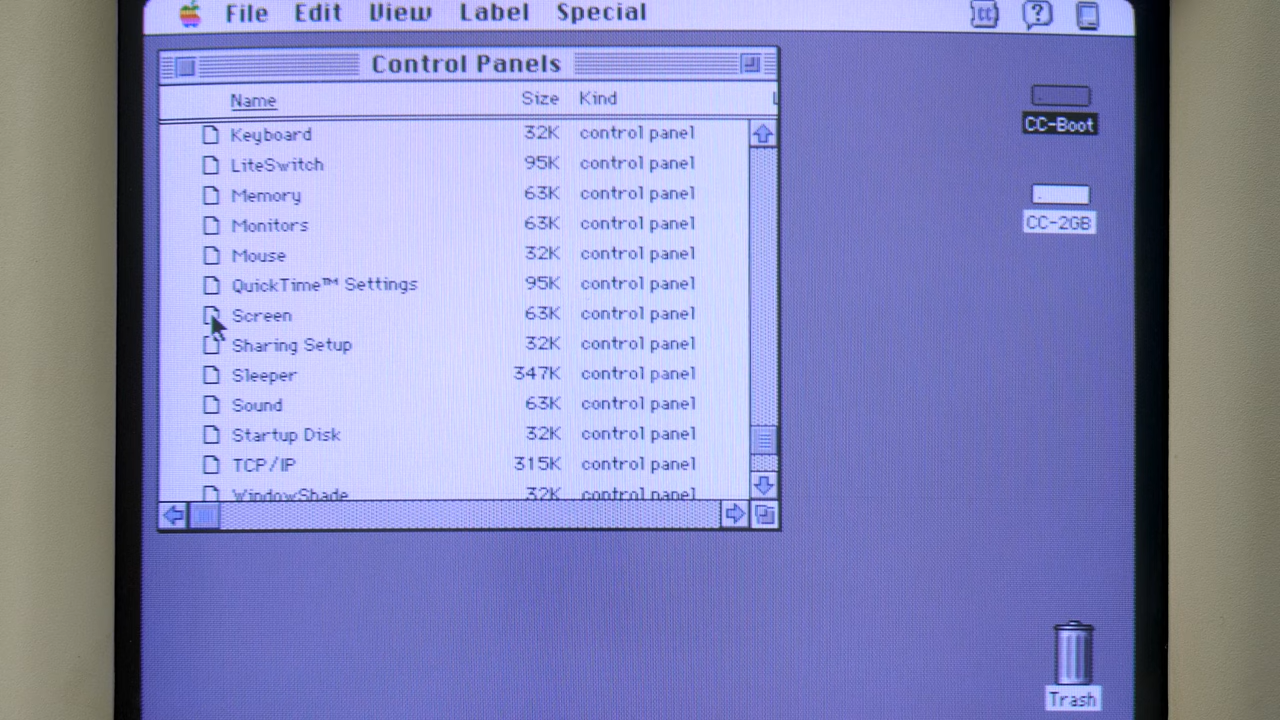 File Edit View Label Special
Control Panels
Name Size Kind
Keyboard 32K control panel
LiteSwitch 95K control panel
Memory 63K control panel
Monitors 63K control panel
Mouse 32K control panel
QuickTime™ Settings 95K control panel
Screen 63K control panel
Sharing Setup 32K control panel
Sleeper 347K control panel
Sound 63K control panel
Startup Disk 32K control panel
TCP/IP 315K control panel
WindowShade 32K control panel
CC-Boot
CC-2GB
Trash